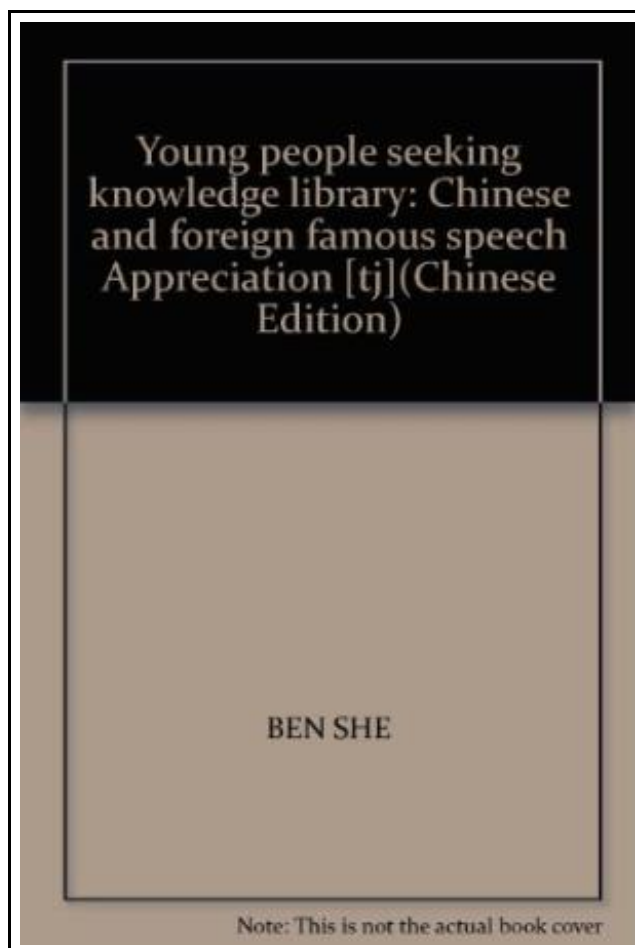 Young people seeking
knowledge library: Chinese
and foreign famous speech
Appreciation [tj](Chinese
Edition)
BEN SHE
Note: This is not the actual book cover